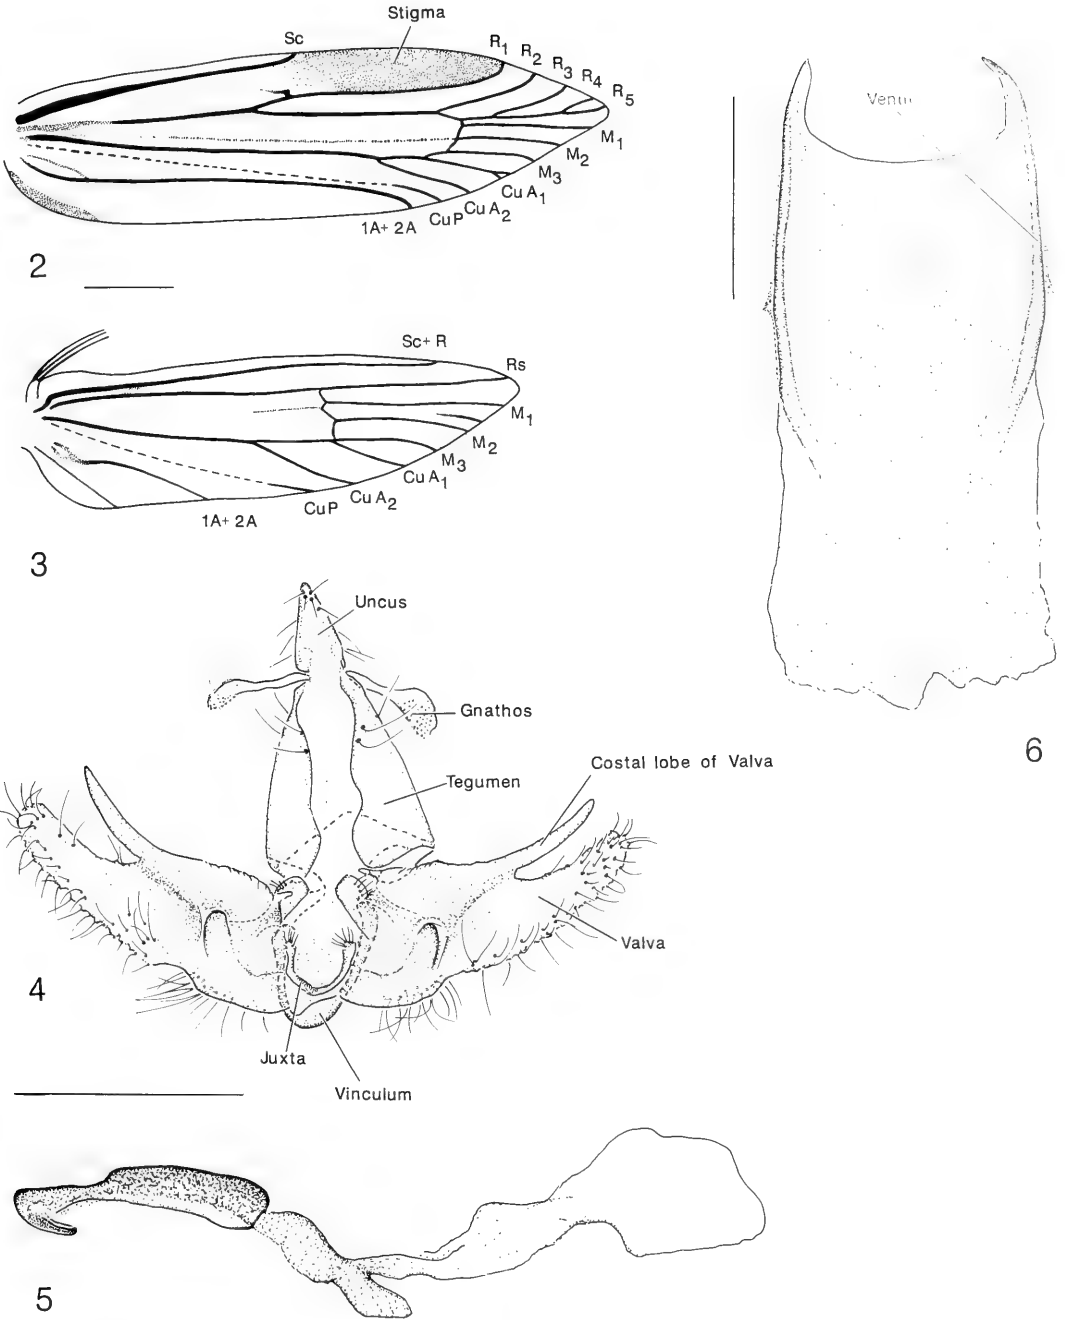 Stigma
Sc
R1
R2
R3
R4
R5
M1
M2
M3
CuA1
CuA2
CuP
1A+ 2A
2
Sc+ R
Rs
M1
M2
M3
CuA1
CuA2
CuP
1A+ 2A
3
Uncus
Gnathos
Tegumen
Costal lobe of Valva
Valva
Juxta
Vinculum
4
5
6